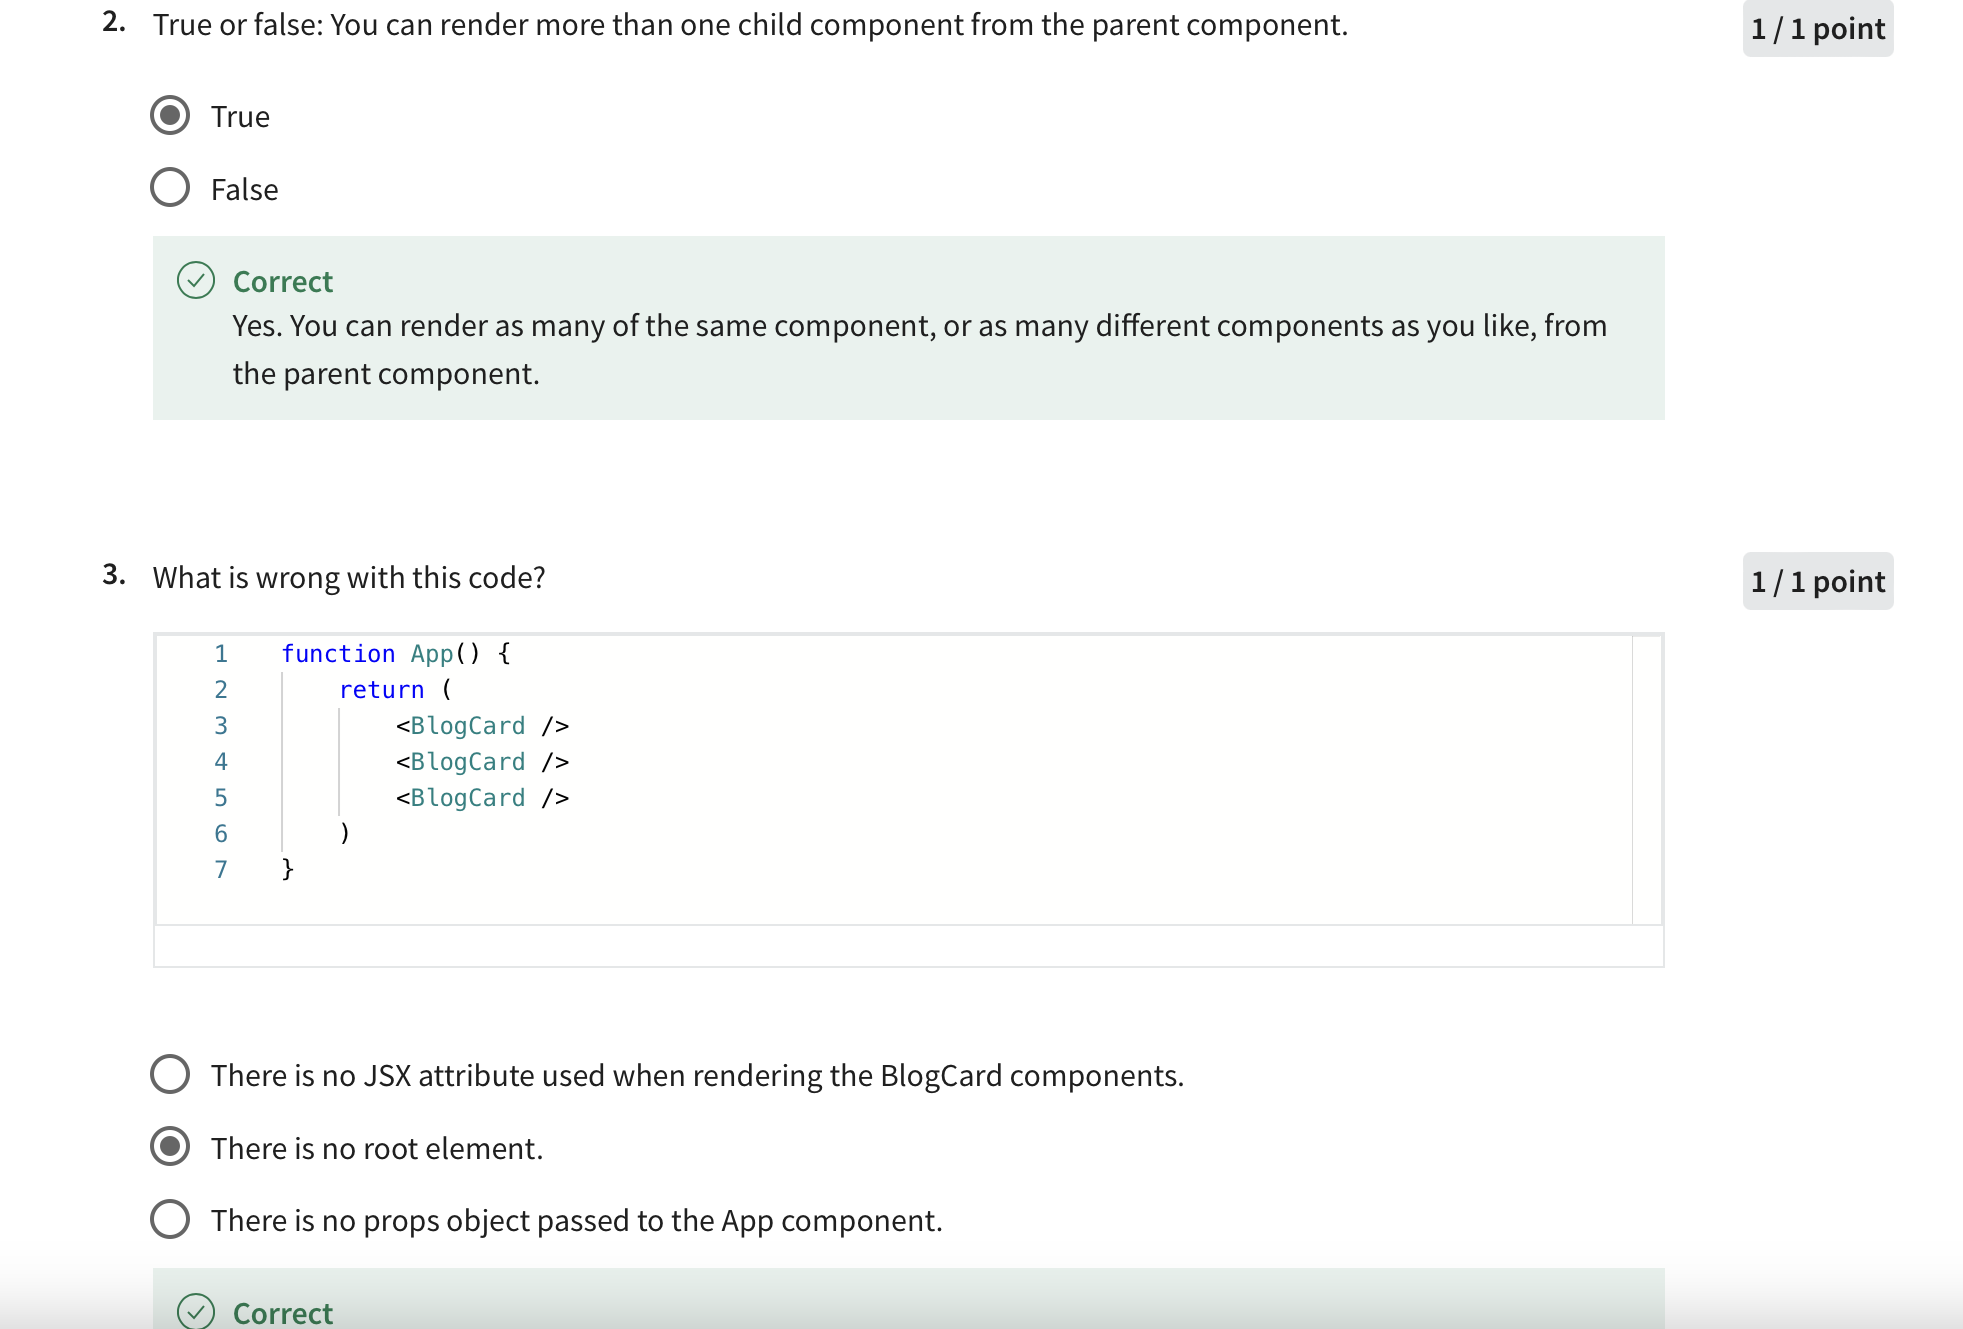 2. True or false: You can render more than one child component from the parent component.
1 / 1 point
True
False
Correct
Yes. You can render as many of the same component, or as many different components as you like, from
the parent component.
3. What is wrong with this code?
1 / 1 point
1 function App() {
2 return (
3 <BlogCard />
4 <BlogCard />
5 <BlogCard />
6 )
7 }
There is no JSX attribute used when rendering the BlogCard components.
There is no root element.
There is no props object passed to the App component.
Correct